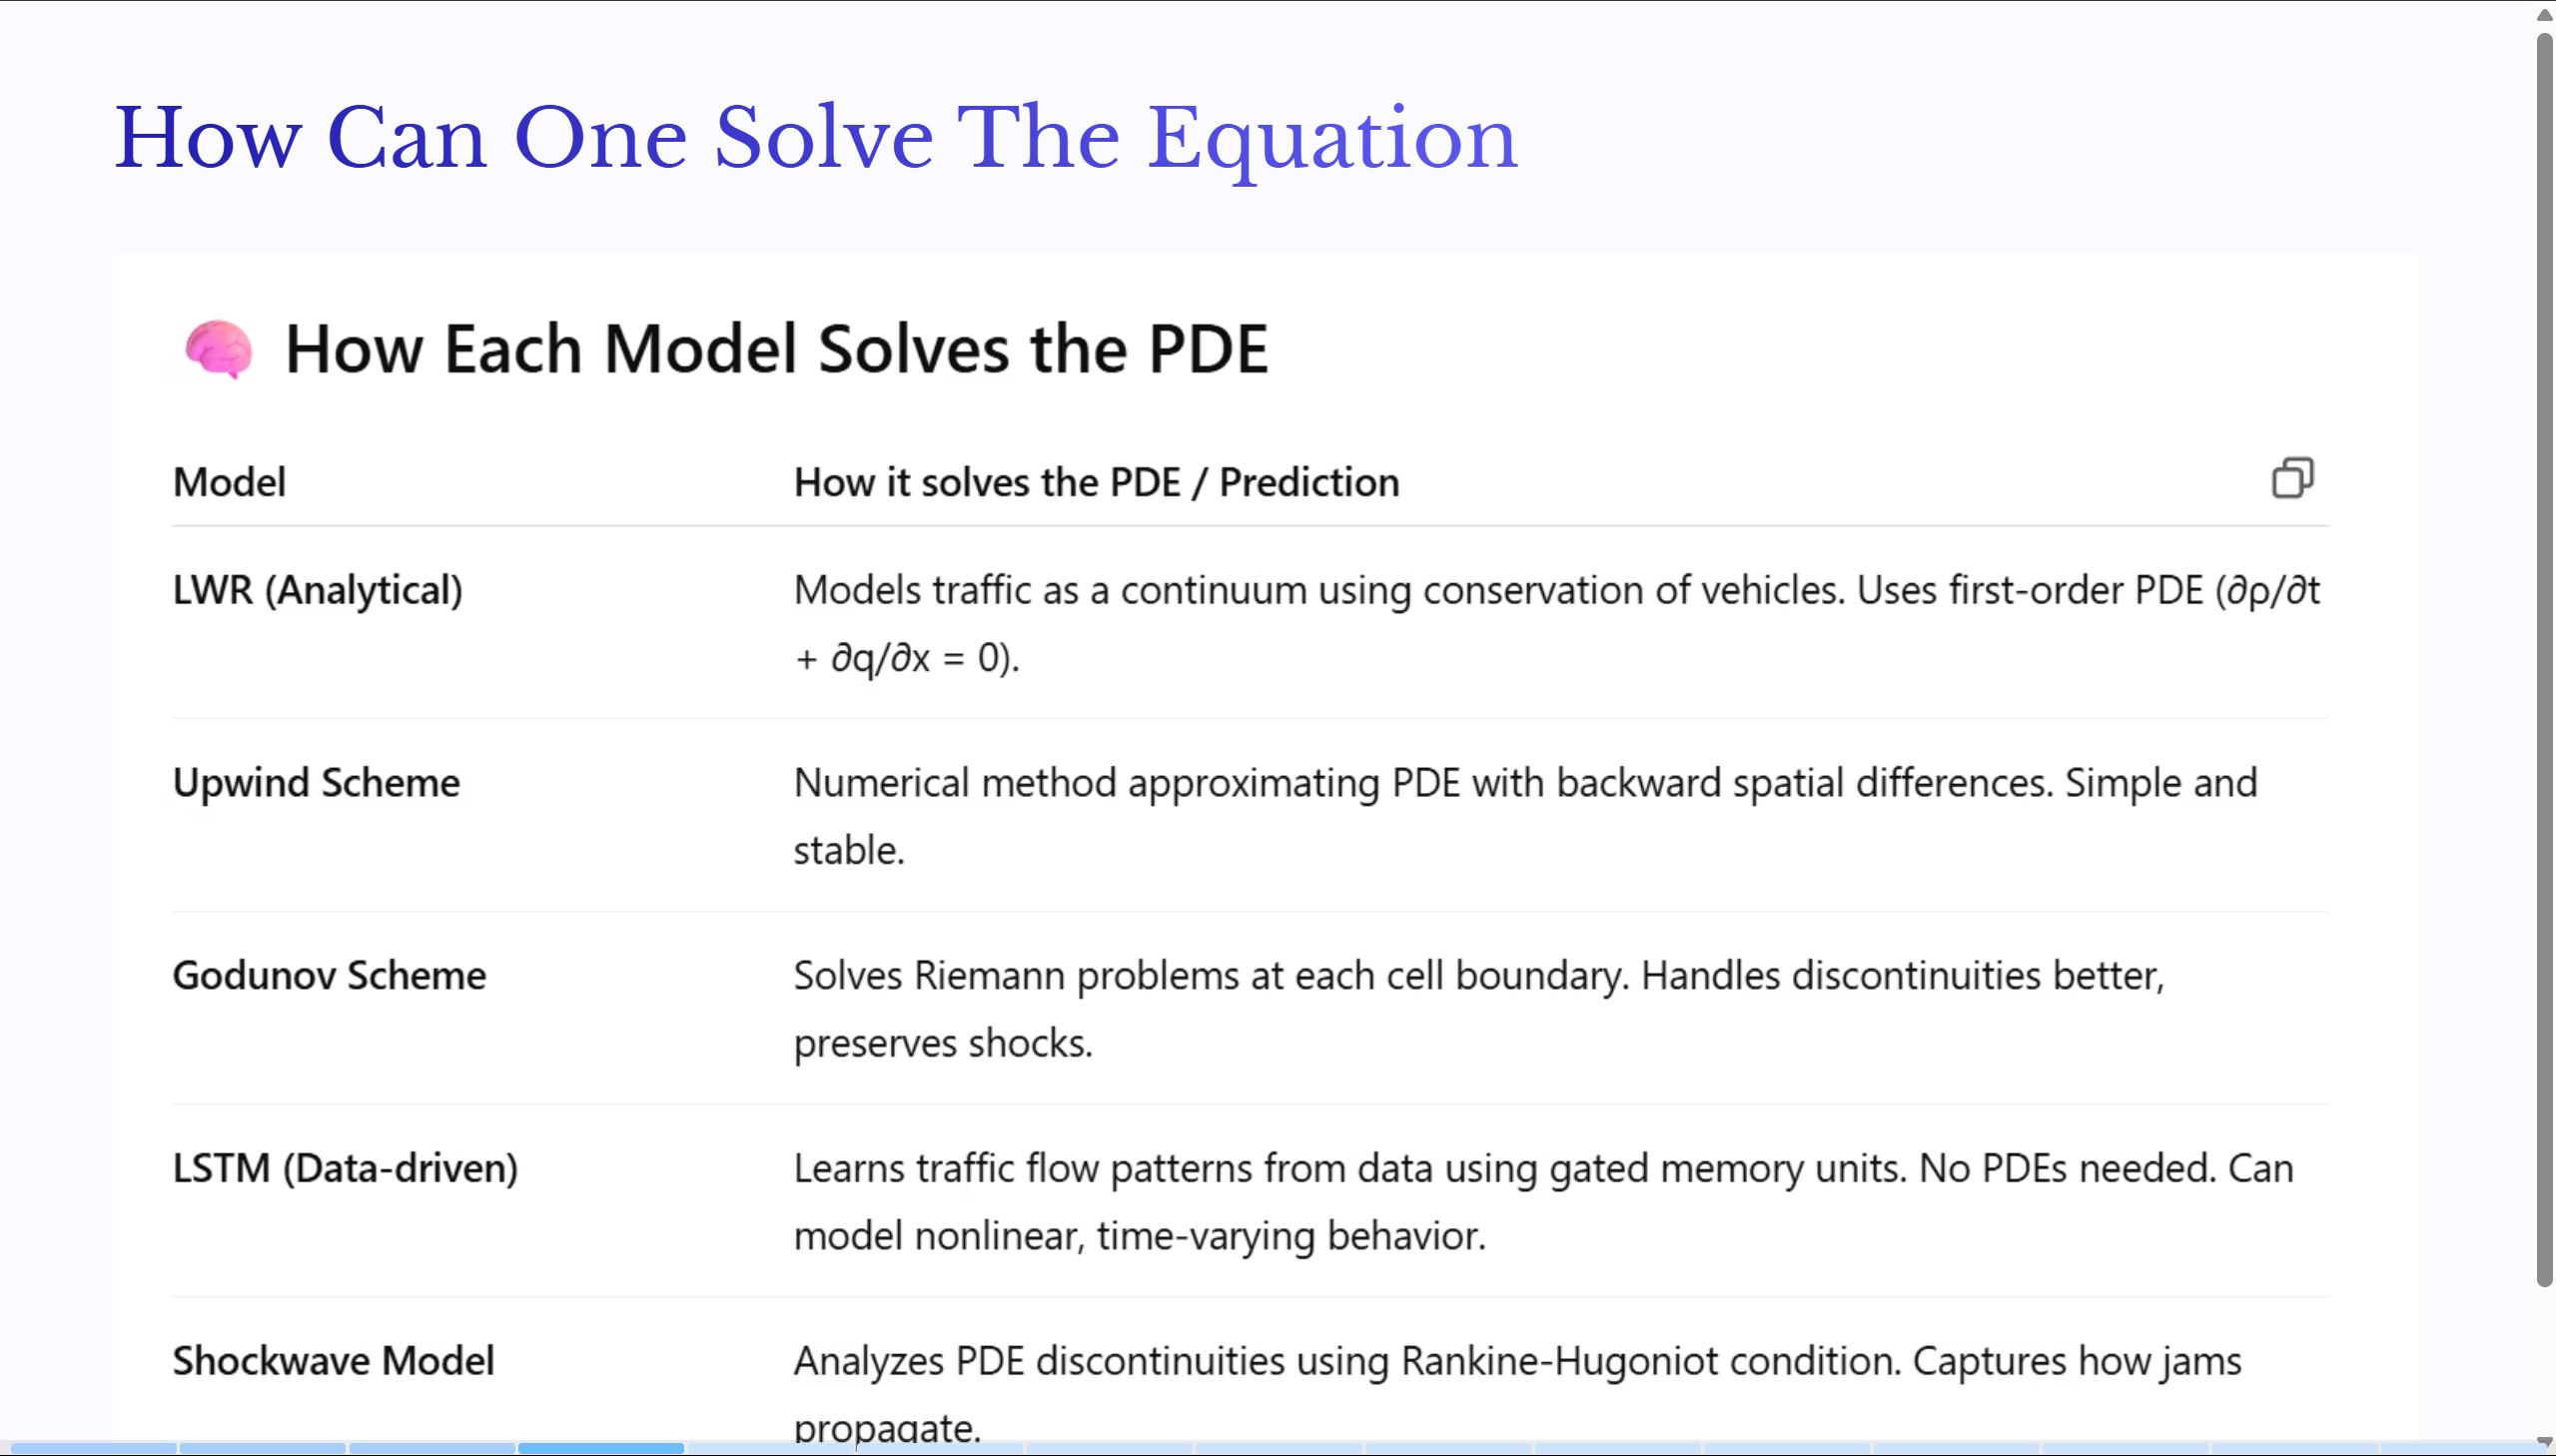 How Can One Solve The Equation
How Each Model Solves the PDE
Model
How it solves the PDE / Prediction
LWR (Analytical)
Models traffic as a continuum using conservation of vehicles. Uses first-order PDE (∂ρ/∂t
+ ∂q/∂x = 0).
Upwind Scheme
Numerical method approximating PDE with backward spatial differences. Simple and
stable.
Godunov Scheme
Solves Riemann problems at each cell boundary. Handles discontinuities better,
preserves shocks.
LSTM (Data-driven)
Learns traffic flow patterns from data using gated memory units. No PDEs needed. Can
model nonlinear, time-varying behavior.
Shockwave Model
Analyzes PDE discontinuities using Rankine-Hugoniot condition. Captures how jams
propagate.